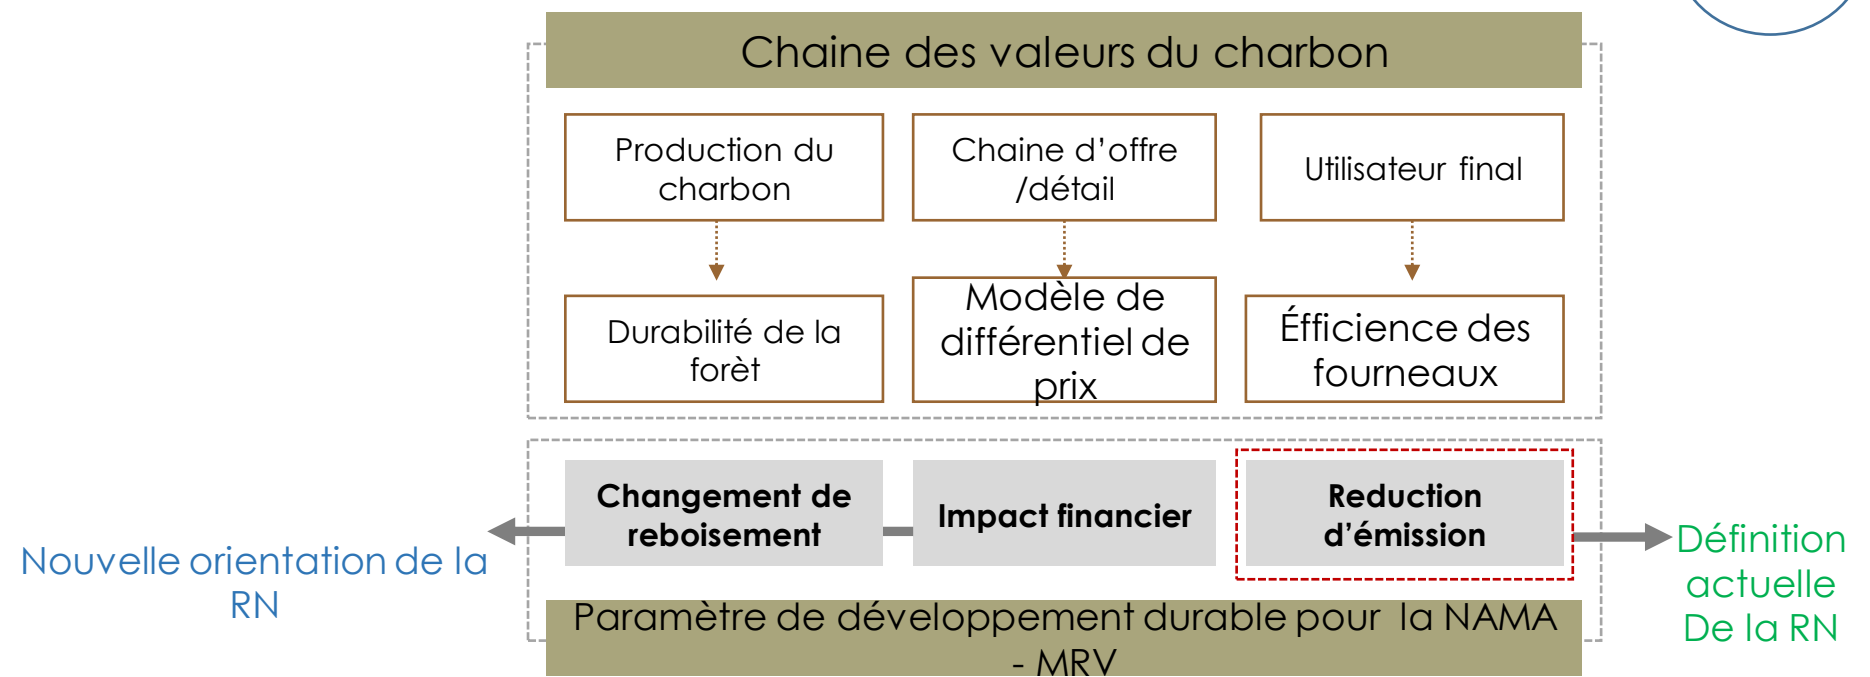 Chaine des valeurs du charbon
Production du
charbon
Chaine d’offre
/détail
Utilisateur final
Durabilité de la
forèt
Modèle de
différentiel de
prix
Éfficience des
fourneaux
Changement de
reboisement
Impact financier
Reduction
d’émission
Nouvelle orientation de la
RN
Définition
actuelle
De la RN
Paramètre de développement durable pour la NAMA
- MRV